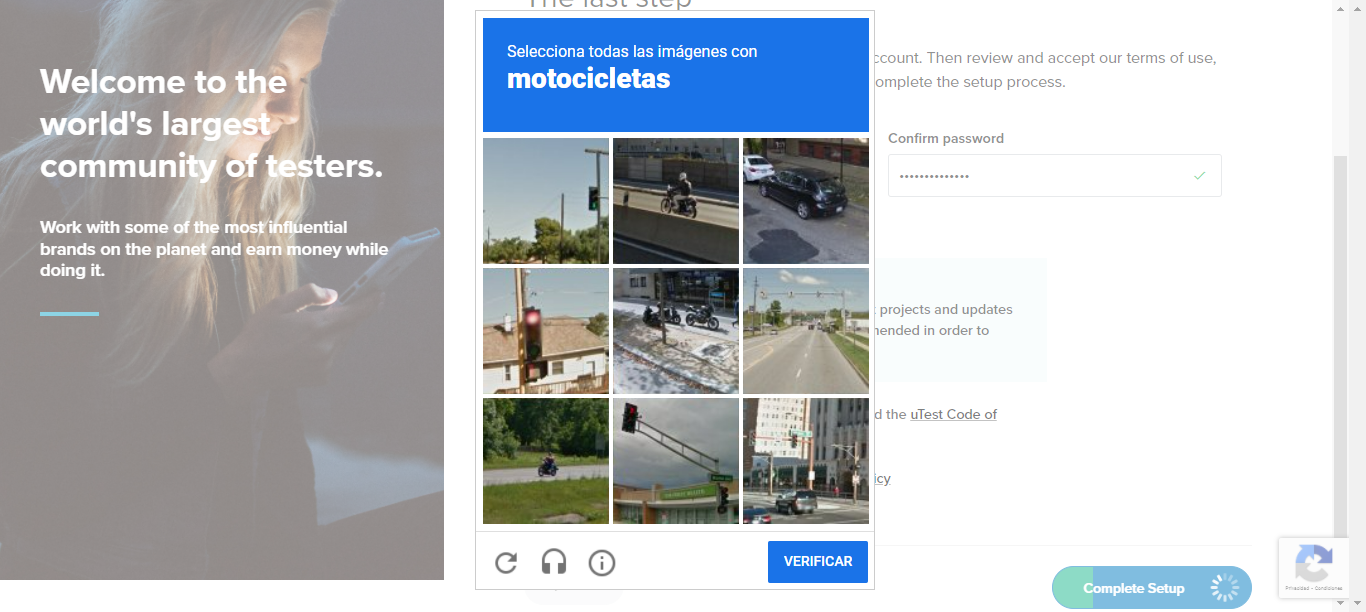 The last step
Welcome to the
world's largest
community of testers.
Work with some of the most influential
brands on the planet and earn money while
doing it.
Selecciona todas las imágenes con
motocicletas
VERIFICAR
ccount. Then review and accept our terms of use,
omplete the setup process.
Confirm password
••••••••••••••
projects and updates
nended in order to
d the uTest Code of
icy
Complete Setup
Privacidad - Condiciones